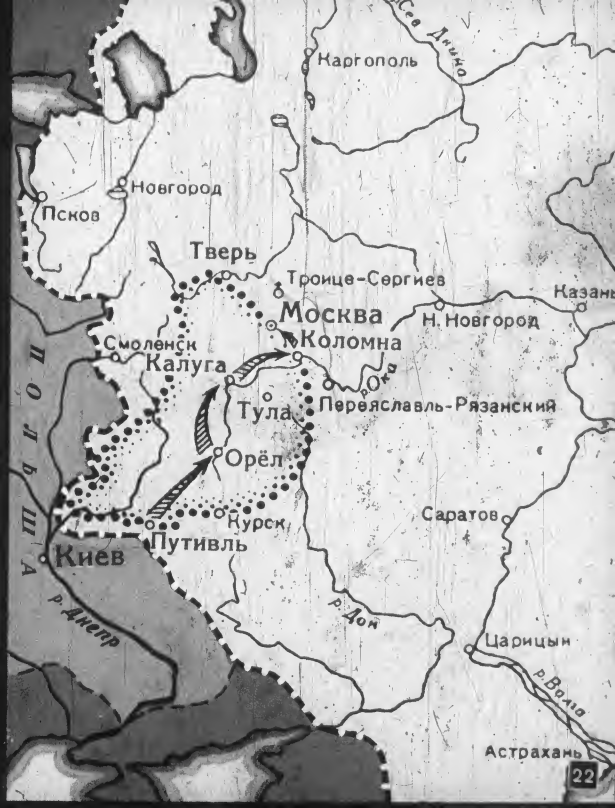 Сев Двина
Каргополь
Новгород
Псков
Тверь
Троице-Сергиев
Москва
Казань
Н. Новгород
Смоленск
Коломна
Калуга
р.Ока
Переяславль-Рязанский
Тула
ПОЛЬША
Орёл
Курск
Саратов
Путивль
Киев
р.Днепр
р.Дон
Царицын
р.Волга
Астрахань
22